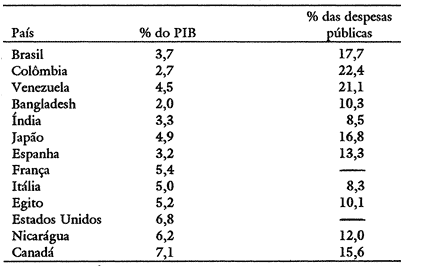 % das despesas
País % do PIB públicas
Brasil 3,7 17,7
Colômbia 2,7 22,4
Venezuela 4,5 21,1
Bangladesh 2,0 10,3
Índia 3,3 8,5
Japão 4,9 16,8
Espanha 3,2 13,3
França 5,4 —
Itália 5,0 8,3
Egito 5,2 10,1
Estados Unidos 6,8 —
Nicarágua 6,2 12,0
Canadá 7,1 15,6